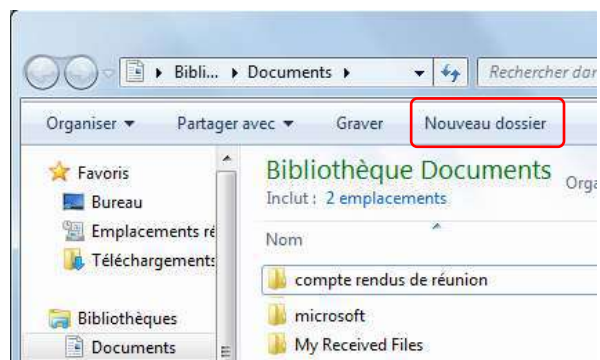 Bibli... Documents Rechercher dan
Organiser Partager avec Graver Nouveau dossier
Favoris
Bureau
Emplacements ré
Téléchargements
Bibliothèques
Documents
Bibliothèque Documents Orga
Inclut : 2 emplacements
Nom
compte rendus de réunion
microsoft
My Received Files